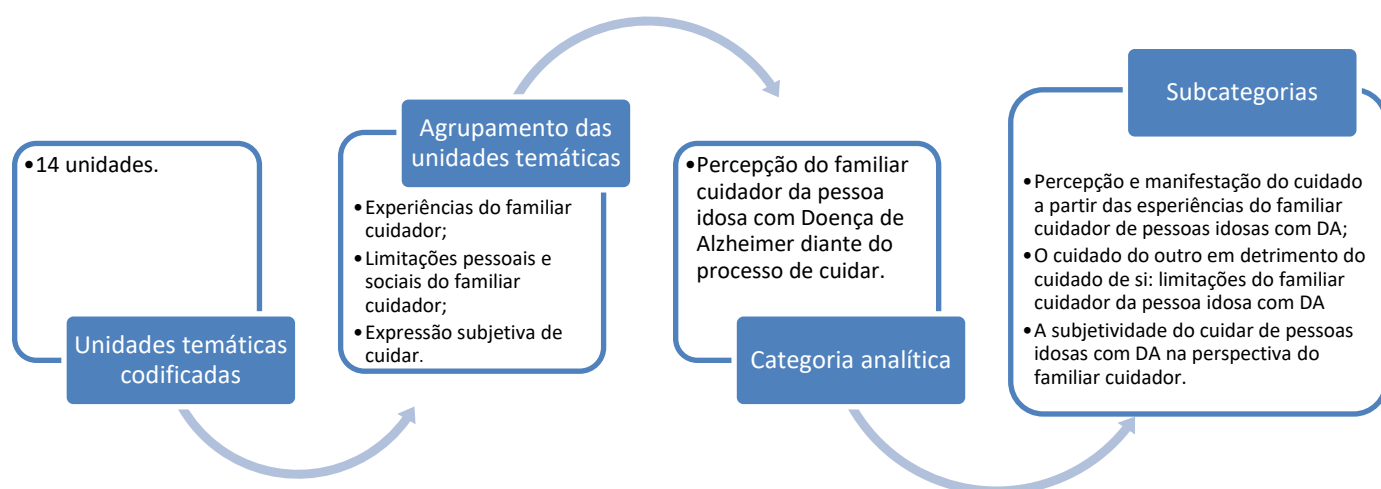 •14 unidades.
Unidades temáticas
codificadas
Agrupamento das
unidades temáticas
•Experiências do familiar
cuidador;
•Limitações pessoais e
sociais do familiar
cuidador;
•Expressão subjetiva de
cuidar.
•Percepção do familiar
cuidador da pessoa
idosa com Doença de
Alzheimer diante do
processo de cuidar.
Categoria analítica
Subcategorias
•Percepção e manifestação do cuidado
a partir das esperiências do familiar
cuidador de pessoas idosas com DA;
•O cuidado do outro em detrimento do
cuidado de si: limitações do familiar
cuidador da pessoa idosa com DA
•A subjetividade do cuidar de pessoas
idosas com DA na perspectiva do
familiar cuidador.